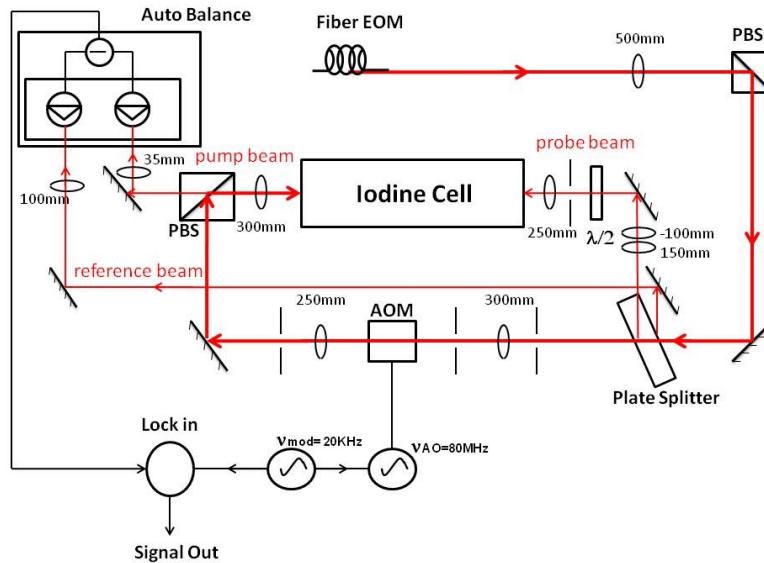 Auto Balance
Fiber EOM
500mm
PBS
35mm
pump beam
probe beam
100mm
Iodine Cell
PBS
300mm
250mm
λ/2
-100mm
150mm
reference beam
250mm
AOM
300mm
Plate Splitter
Lock in
νmod= 20KHz
νAO=80MHz
Signal Out